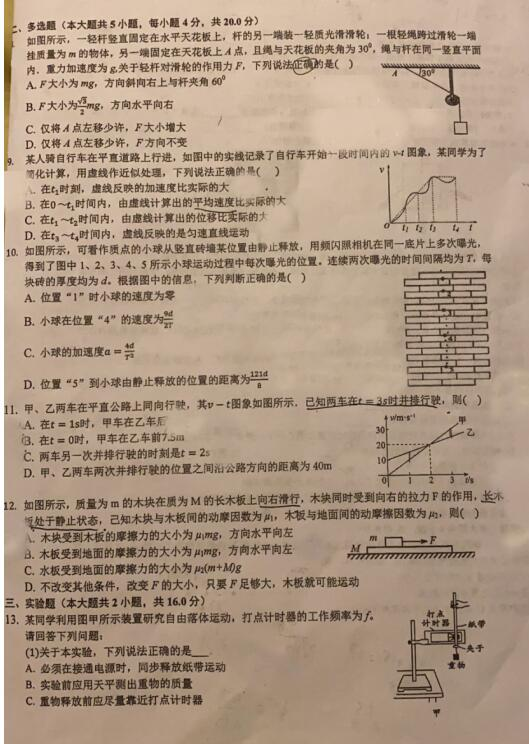 二、多选题（本大题共5小题，每小题4分，共20.0分）
如图所示，一轻杆竖直固定在水平天花板上，杆的另一端装一轻质光滑滑轮；一根轻绳跨过滑轮一端
挂质量为m的物体，另一端固定在天花板上A点，且绳与天花板的夹角为30°，绳与杆在同一竖直平面
内．重力加速度为g,关于轻杆对滑轮的作用力F，下列说法正确的是(  )
A. F大小为mg，方向斜向右上与杆夹角60°
B. F大小为 mg，方向水平向右
C. 仅将A点左移少许，F大小增大
D. 仅将A点左移少许，F方向不变
A 30°
9. 某人骑自行车在平直道路上行进，如图中的实线记录了自行车开始一段时间内的v-t图象，某同学为了
简化计算，用虚线作近似处理，下列说法正确的是(  )
A. 在t₁时刻，虚线反映的加速度比实际的大
B. 在0～t₁时间内，由虚线计算出的平均速度比实际的大
C. 在t₁～t₂时间内，由虚线计算出的位移比实际的大
D. 在t₃～t₄时间内，虚线反映的是匀速直线运动
v
O t₁ t₂ t₃ t₄ t
10. 如图所示，可看作质点的小球从竖直砖墙某位置由静止释放，用频闪照相机在同一底片上多次曝光，
得到了图中1、2、3、4、5所示小球运动过程中每次曝光的位置。连续两次曝光的时间间隔均为T，每
块砖的厚度均为d。根据图中的信息，下列判断正确的是(  )
A. 位置“1”时小球的速度为零
B. 小球在位置“4”的速度为9d/2T
C. 小球的加速度a＝
D. 位置“5”到小球由静止释放的位置的距离为121d/8
11. 甲、乙两车在平直公路上同向行驶，其v－t图象如图所示．已知两车在t＝3s时并排行驶，则(  )
A. 在t＝1s时，甲车在乙车后
B. 在t＝0时，甲车在乙车前7.5m
C. 两车另一次并排行驶的时刻是t＝2s
D. 甲、乙两车两次并排行驶的位置之间沿公路方向的距离为40m
v/m·s⁻¹
甲
乙
30
20
10
0 1 2 3 t/s
12. 如图所示，质量为m的木块在质为M的长木板上向右滑行，木块同时受到向右的拉力F的作用，长木
板处于静止状态，已知木块与木板间的动摩因数为μ₁，木板与地面间的动摩擦因数为μ₂，则(  )
A. 木块受到木板的摩擦力的大小为μ₁mg，方向水平向左
B. 木板受到地面的摩擦力的大小为μ₁mg，方向水平向左
C. 木板受到地面的摩擦力的大小为μ₂(m+M)g
D. 不改变其他条件，改变F的大小，只要F足够大，木板就可能运动
m F
M
三、实验题（本大题共2小题，共16.0分）
13. 某同学利用图甲所示装置研究自由落体运动，打点计时器的工作频率为f。
请回答下列问题：
(1)关于本实验，下列说法正确的是___．
A. 必须在接通电源时，同步释放纸带运动
B. 实验前应用天平测出重物的质量
C. 重物释放前应尽量靠近打点计时器
打点
计时器
纸带
夹子
重物
甲